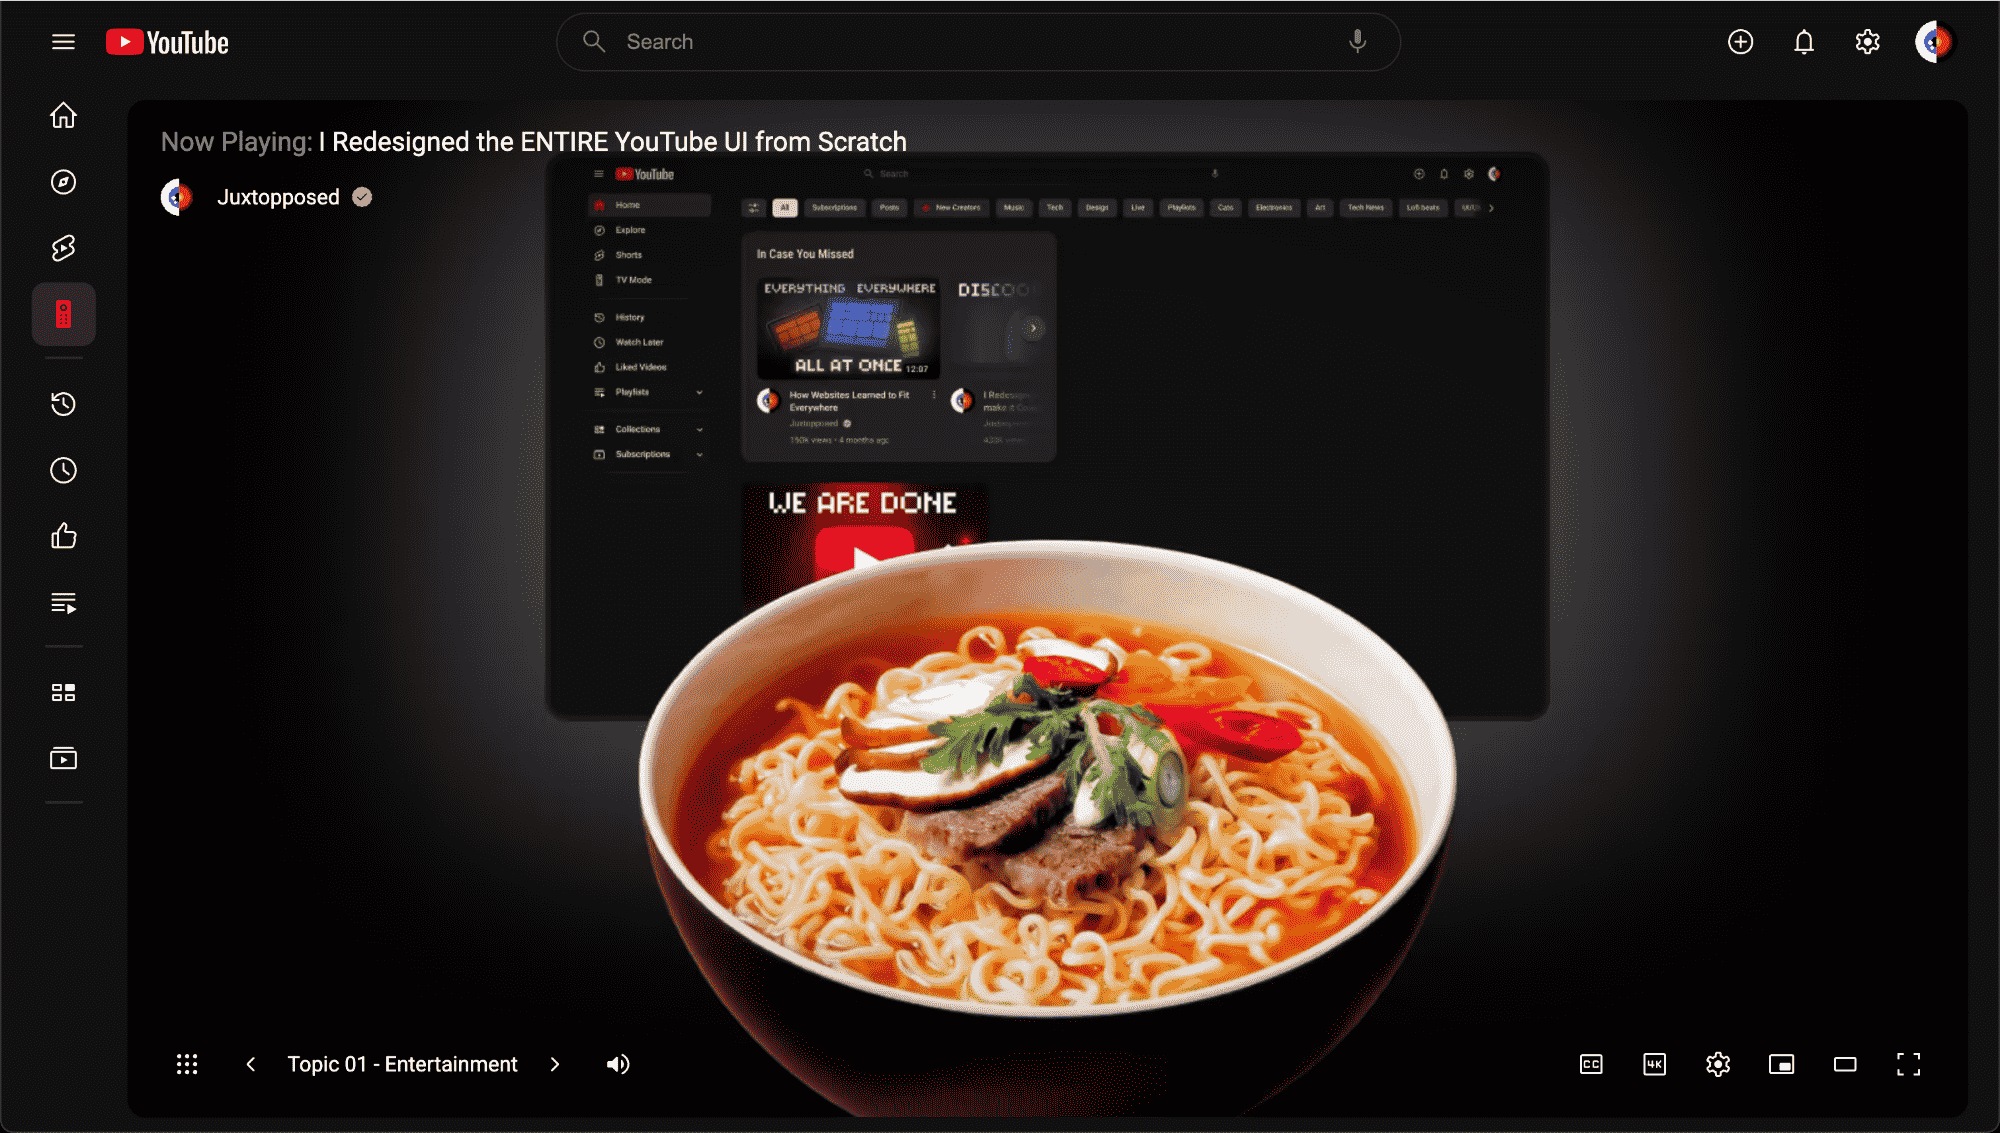 YouTube
Search
Now Playing: I Redesigned the ENTIRE YouTube UI from Scratch
Juxtopposed
YouTube
Search
Home
Explore
Shorts
TV Mode
History
Watch Later
Liked Videos
Playlists
Collections
Subscriptions
All
Subscriptions
Posts
New Creators
Music
Tech
Design
Live
Playlists
Cats
Electronics
Art
Tech News
Lofi beats
In Case You Missed
EVERYTHING EVERYWHERE
ALL AT ONCE
12:07
How Websites Learned to Fit
Everywhere
Juxtopposed
150K views • 4 months ago
I
make it
WE ARE DONE
Topic 01 - Entertainment
CC
4K